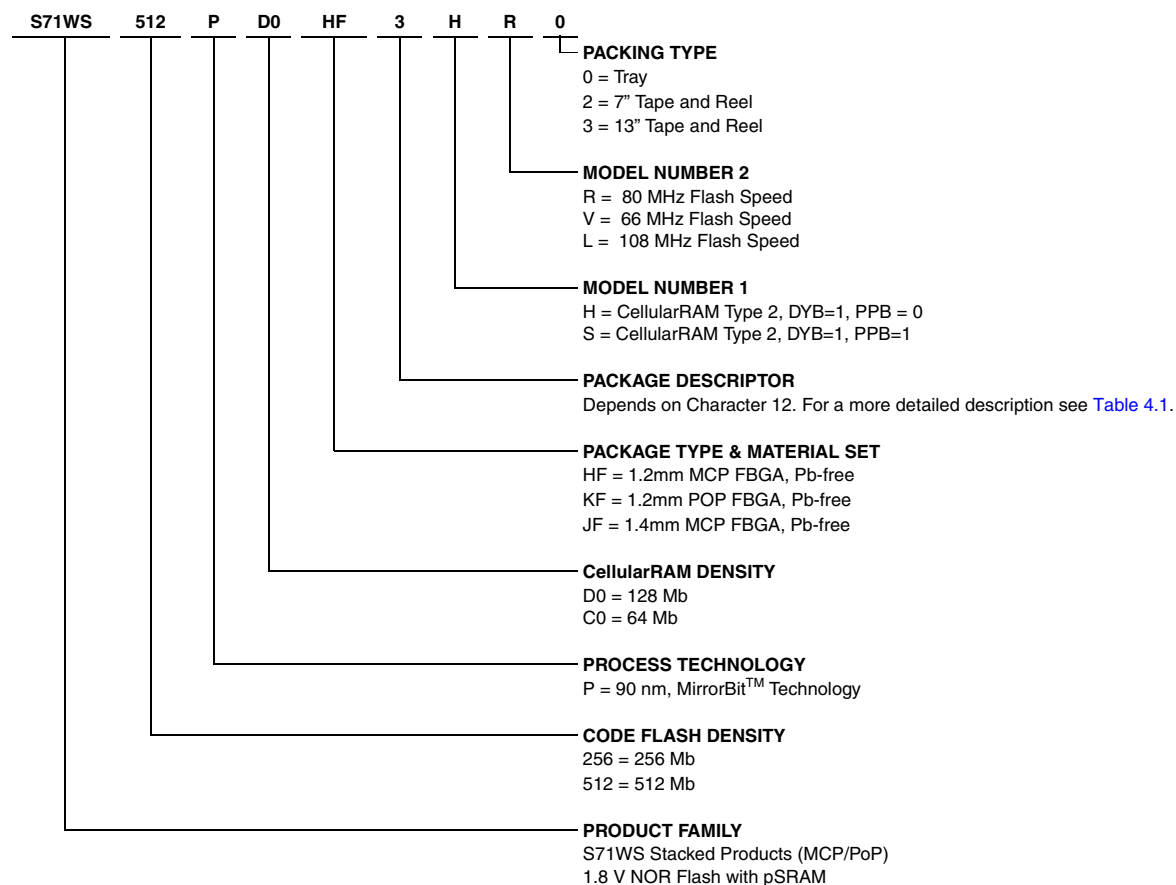 S71WS 512 P D0 HF 3 H R 0
PACKING TYPE
0 = Tray
2 = 7” Tape and Reel
3 = 13” Tape and Reel
MODEL NUMBER 2
R = 80 MHz Flash Speed
V = 66 MHz Flash Speed
L = 108 MHz Flash Speed
MODEL NUMBER 1
H = CellularRAM Type 2, DYB=1, PPB = 0
S = CellularRAM Type 2, DYB=1, PPB=1
PACKAGE DESCRIPTOR
Depends on Character 12. For a more detailed description see Table 4.1.
PACKAGE TYPE & MATERIAL SET
HF = 1.2mm MCP FBGA, Pb-free
KF = 1.2mm POP FBGA, Pb-free
JF = 1.4mm MCP FBGA, Pb-free
CellularRAM DENSITY
D0 = 128 Mb
C0 = 64 Mb
PROCESS TECHNOLOGY
P = 90 nm, MirrorBit™ Technology
CODE FLASH DENSITY
256 = 256 Mb
512 = 512 Mb
PRODUCT FAMILY
S71WS Stacked Products (MCP/PoP)
1.8 V NOR Flash with pSRAM